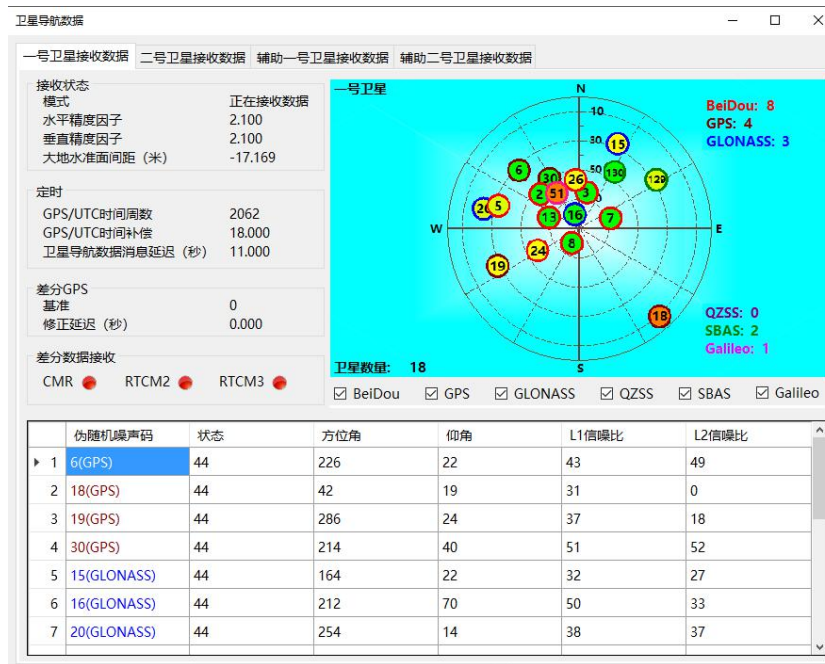 卫星导航数据
一号卫星接收数据 二号卫星接收数据 辅助一号卫星接收数据 辅助二号卫星接收数据
接收状态
模式 正在接收数据
水平精度因子 2.100
垂直精度因子 2.100
大地水准面间距（米） -17.169
定时
GPS/UTC时间周数 2062
GPS/UTC时间补偿 18.000
卫星导航数据消息延迟（秒） 11.000
差分GPS
基准 0
修正延迟（秒） 0.000
差分数据接收
CMR RTCM2 RTCM3
一号卫星
N
BeiDou: 8
GPS: 4
GLONASS: 3
10
30
50
15
6
30
26
130
129
2
51
3
20
5
13
16
7
W
E
8
24
19
18
QZSS: 0
SBAS: 2
Galileo: 1
卫星数量: 18
S
BeiDou GPS GLONASS QZSS SBAS Galileo
伪随机噪声码 状态 方位角 仰角 L1信噪比 L2信噪比
1 6(GPS) 44 226 22 43 49
2 18(GPS) 44 42 19 31 0
3 19(GPS) 44 286 24 37 18
4 30(GPS) 44 214 40 51 52
5 15(GLONASS) 44 164 22 32 27
6 16(GLONASS) 44 212 70 50 33
7 20(GLONASS) 44 254 14 38 37